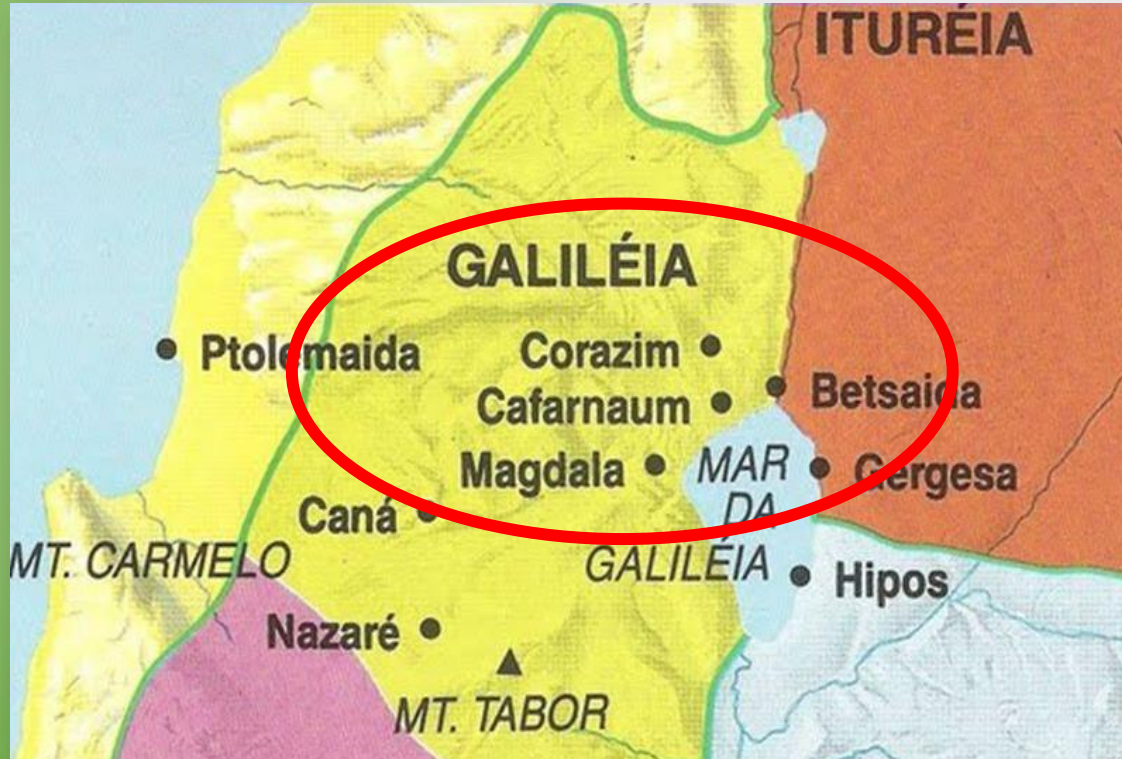 ITURÉIA
GALILÉIA
Ptolemaida
Corazim
Betsaida
Cafarnaum
Magdala
MAR
DA
GALILÉIA
Gergesa
Caná
MT. CARMELO
Hipos
Nazaré
MT. TABOR